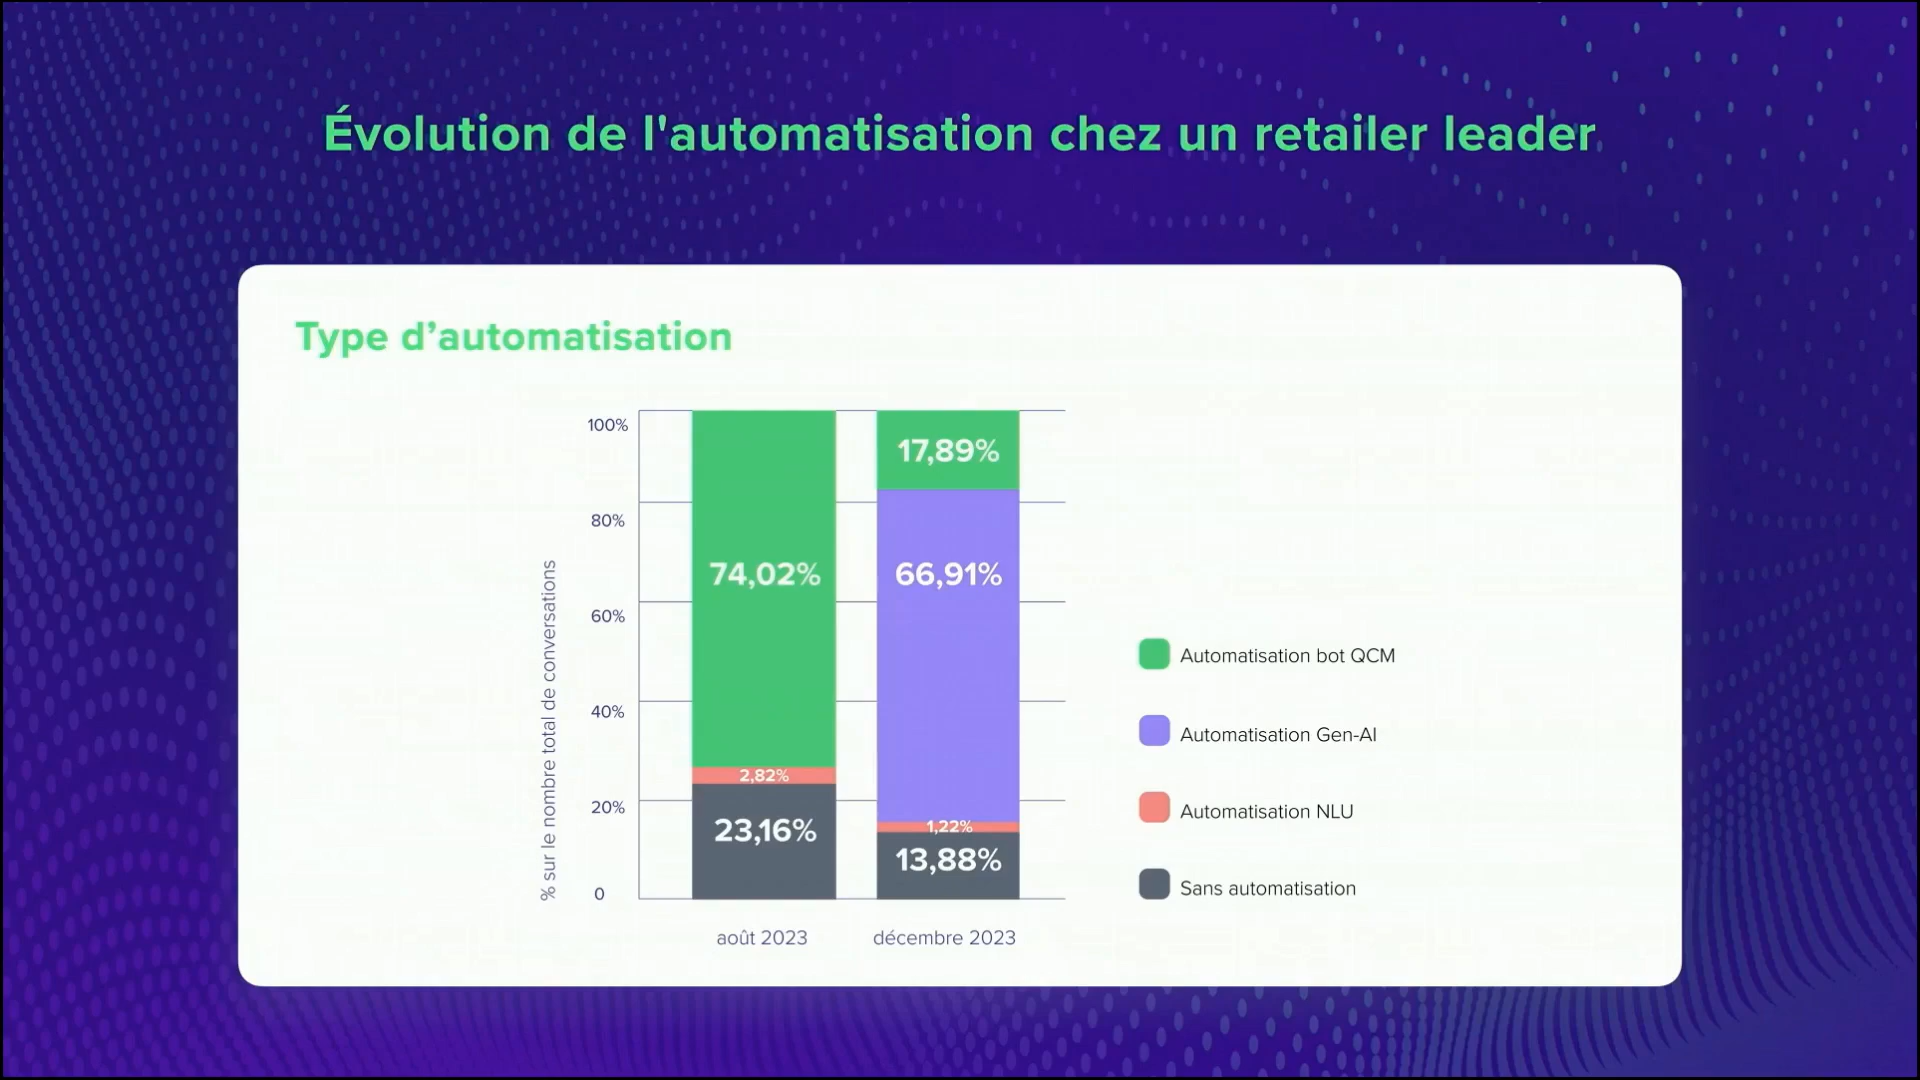 Évolution de l'automatisation chez un retailer leader
Type d’automatisation
% sur le nombre total de conversations
100%
80%
60%
40%
20%
0
74,02%
2,82%
23,16%
17,89%
66,91%
1,22%
13,88%
août 2023
décembre 2023
Automatisation bot QCM
Automatisation Gen-AI
Automatisation NLU
Sans automatisation